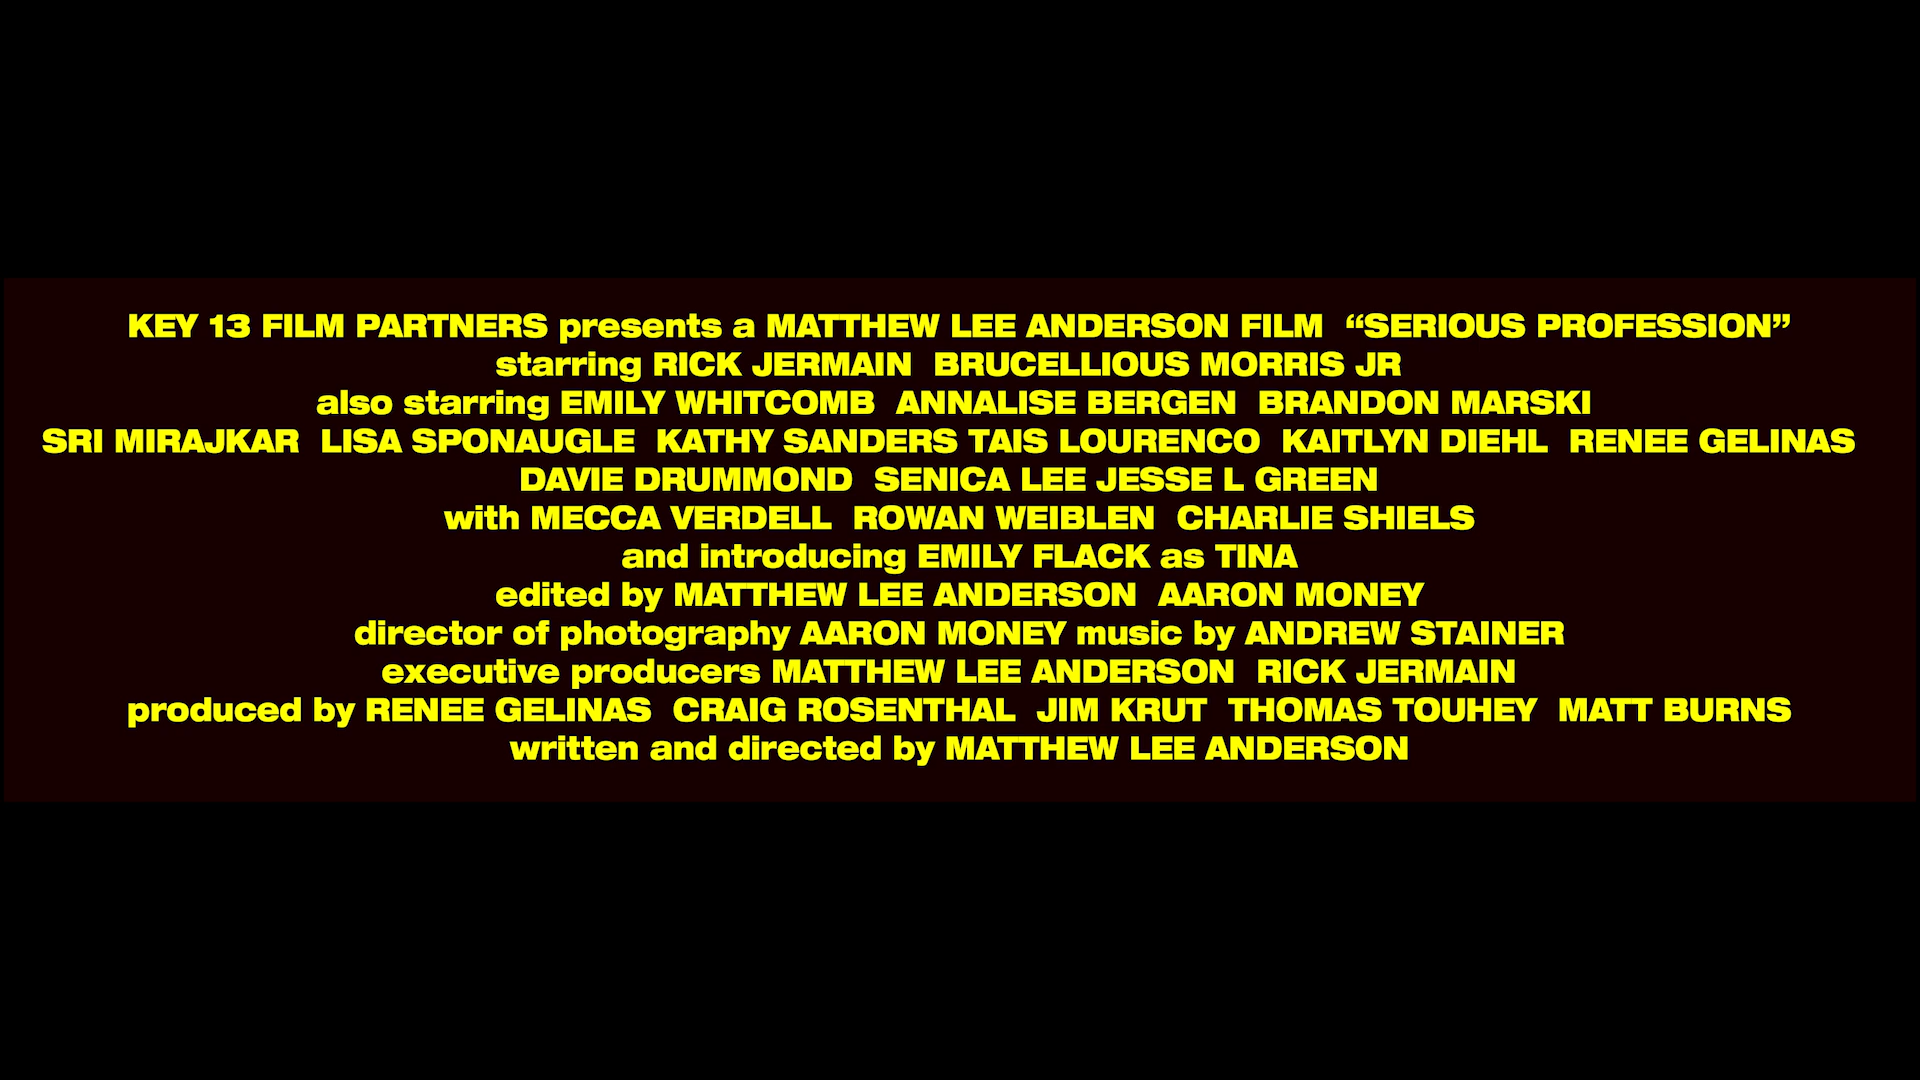 KEY 13 FILM PARTNERS presents a MATTHEW LEE ANDERSON FILM “SERIOUS PROFESSION”
starring RICK JERMAIN BRUCELLIOUS MORRIS JR
also starring EMILY WHITCOMB ANNALISE BERGEN BRANDON MARSKI
SRI MIRAJKAR LISA SPONAUGLE KATHY SANDERS TAIS LOURENCO KAITLYN DIEHL RENEE GELINAS
DAVIE DRUMMOND SENICA LEE JESSE L GREEN
with MECCA VERDELL ROWAN WEIBLEN CHARLIE SHIELS
and introducing EMILY FLACK as TINA
edited by MATTHEW LEE ANDERSON AARON MONEY
director of photography AARON MONEY music by ANDREW STAINER
executive producers MATTHEW LEE ANDERSON RICK JERMAIN
produced by RENEE GELINAS CRAIG ROSENTHAL JIM KRUT THOMAS TOUHEY MATT BURNS
written and directed by MATTHEW LEE ANDERSON